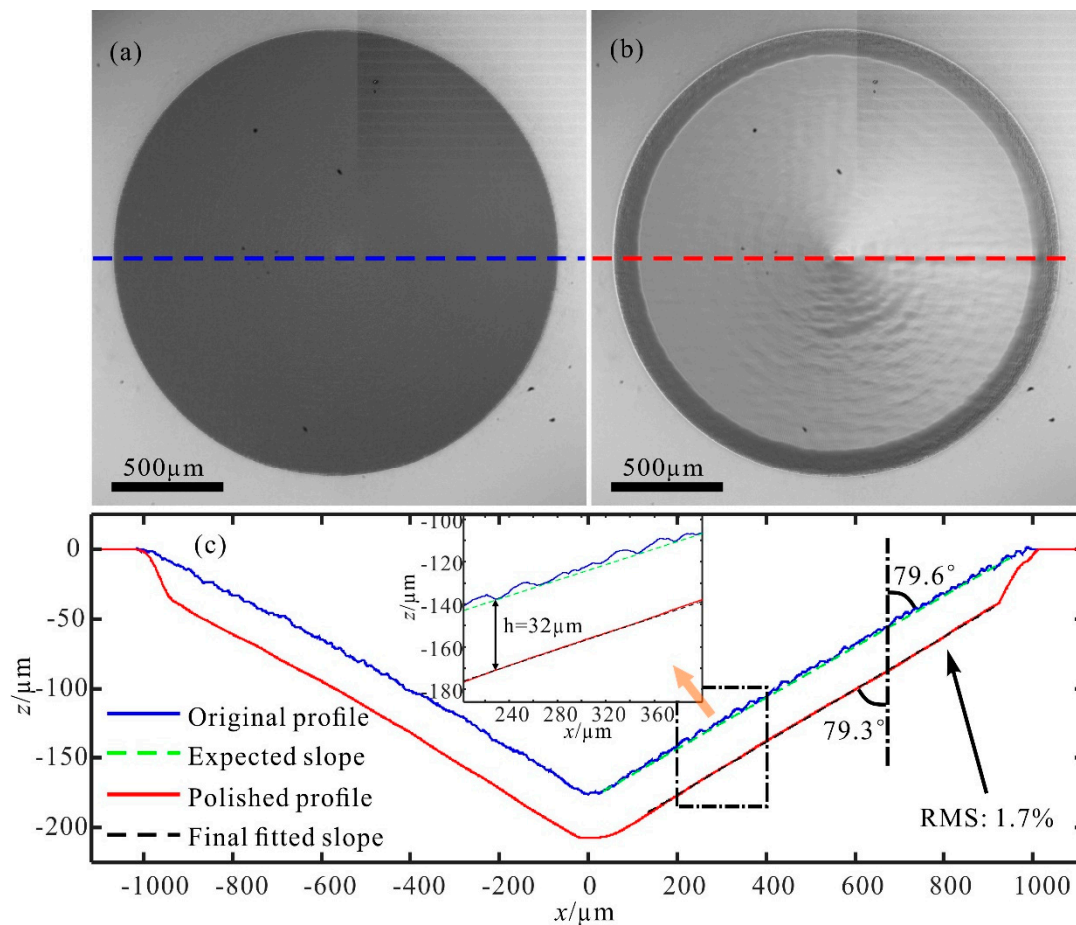 (a)
(b)
500µm
500µm
(c)
0
-50
-100
-150
-200
z/µm
-100
-120
-140
-160
-180
z/µm
h=32µm
240
280
320
360
x/µm
79.6°
79.3°
Original profile
Expected slope
Polished profile
Final fitted slope
RMS: 1.7%
-1000
-800
-600
-400
-200
0
200
400
600
800
1000
x/µm